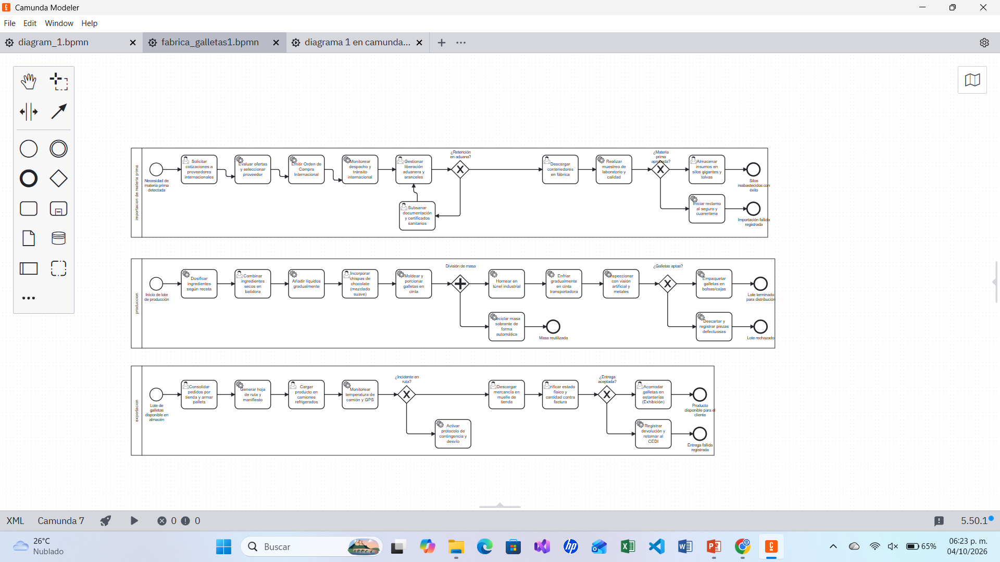 Camunda Modeler
File Edit Window Help
diagram_1.bpmn
fabrica_galletas1.bpmn
diagrama 1 en camunda...
importacion de materia prima
Necesidad de
materia prima
detectada
Solicitar
cotizaciones a
proveedores
internacionales
Evaluar ofertas
y seleccionar
proveedor
Emitir Orden de
Compra
Internacional
Monitorear
despacho y
tránsito
internacional
Gestionar
liberación
aduanera y
aranceles
¿Retención
en aduana?
Subsanar
documentación
y certificados
sanitarios
Descargar
contenedores
en fábrica
Realizar
muestreo de
laboratorio y
calidad
¿Materia
prima
aprobada?
Almacenar
insumos en
silos gigantes y
tolvas
Silos
reabastecidos con
éxito
Iniciar reclamo
al seguro y
cuarentena
Importación fallida
registrada
produccion
Inicio de lote
de producción
Dosificar
ingredientes
según receta
Combinar
ingredientes
secos en
batidora
Añadir líquidos
gradualmente
Incorporar
chispas de
chocolate
(mezclado
suave)
Moldear y
porcionar
galletas en
cinta
División de masa
Hornear en
túnel industrial
Enfriar
gradualmente
en cinta
transportadora
Inspeccionar
con visión
artificial y
metales
¿Galletas aptas?
Empaquetar
galletas en
bolsas/cajas
Lote terminado
para distribución
Reciclar masa
sobrante de
forma
automática
Masa reutilizada
Descartar y
registrar piezas
defectuosas
Lote rechazado
exportacion
Lote de
galletas
disponible en
almacén
Consolidar
pedidos por
tienda y armar
pallets
Generar hoja
de ruta y
manifiesto
Cargar
producto en
camiones
refrigerados
Monitorear
temperatura de
camión y GPS
¿Incidente en
ruta?
Activar
protocolo de
contingencia y
desvío
Descargar
mercancía en
muelle de
tienda
rificar estado
físico y
cantidad contra
factura
¿Entrega
aceptada?
Acomodar
galletas en
estanterías
(Exhibición)
Producto
disponible para el
cliente
Registrar
devolución y
retornar al
CEDI
Entrega fallida
registrada
XML Camunda 7 0 0 5.50.1
26°C
Nublado
Buscar
65%
06:23 p. m.
04/10/2026